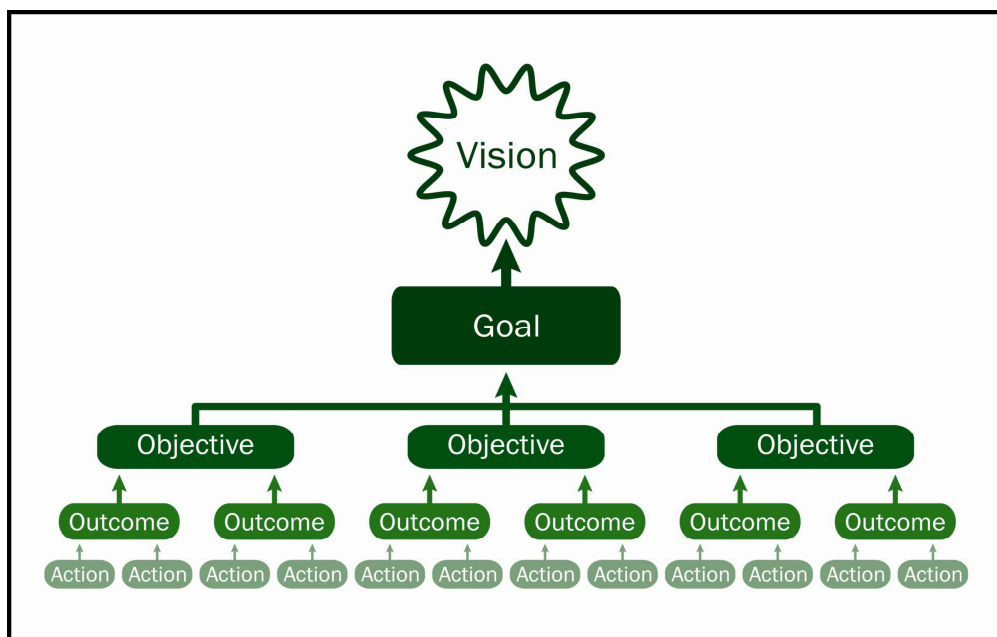 Vision
Goal
Objective Objective Objective
Outcome Outcome Outcome Outcome Outcome Outcome
Action Action Action Action Action Action Action Action Action Action Action Action